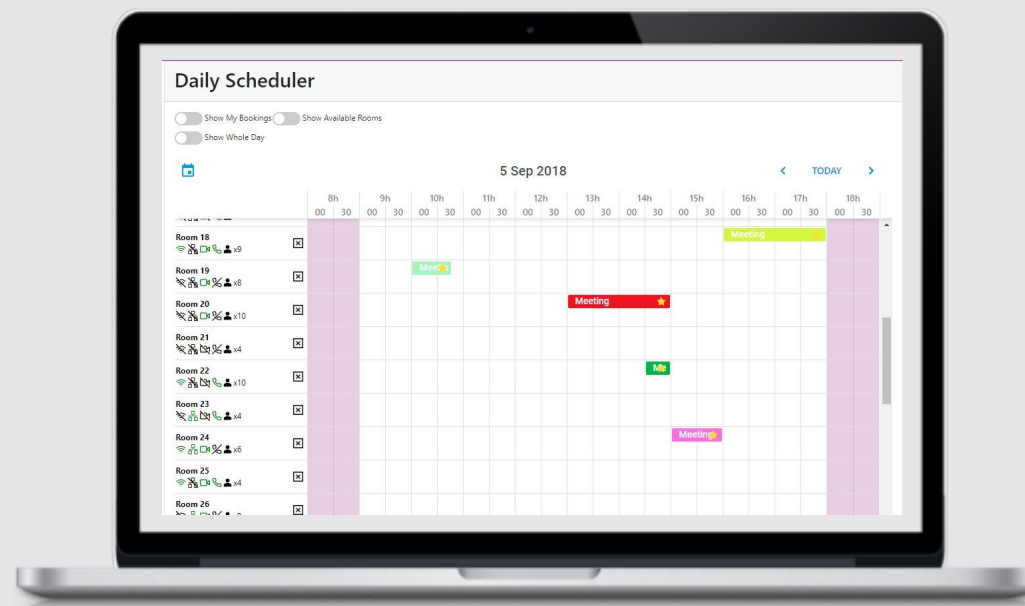 Daily Scheduler
Show My Bookings Show Available Rooms
Show Whole Day
5 Sep 2018 TODAY
8h 9h 10h 11h 12h 13h 14h 15h 16h 17h 18h
00 30 00 30 00 30 00 30 00 30 00 30 00 30 00 30 00 30 00 30 00 30
Room 18 Meeting
x9
Room 19
x8
Room 20 Meeting
x10
Room 21
x4
Room 22
x10
Room 23
x4
Room 24 Meeting
x6
Room 25
x4
Room 26